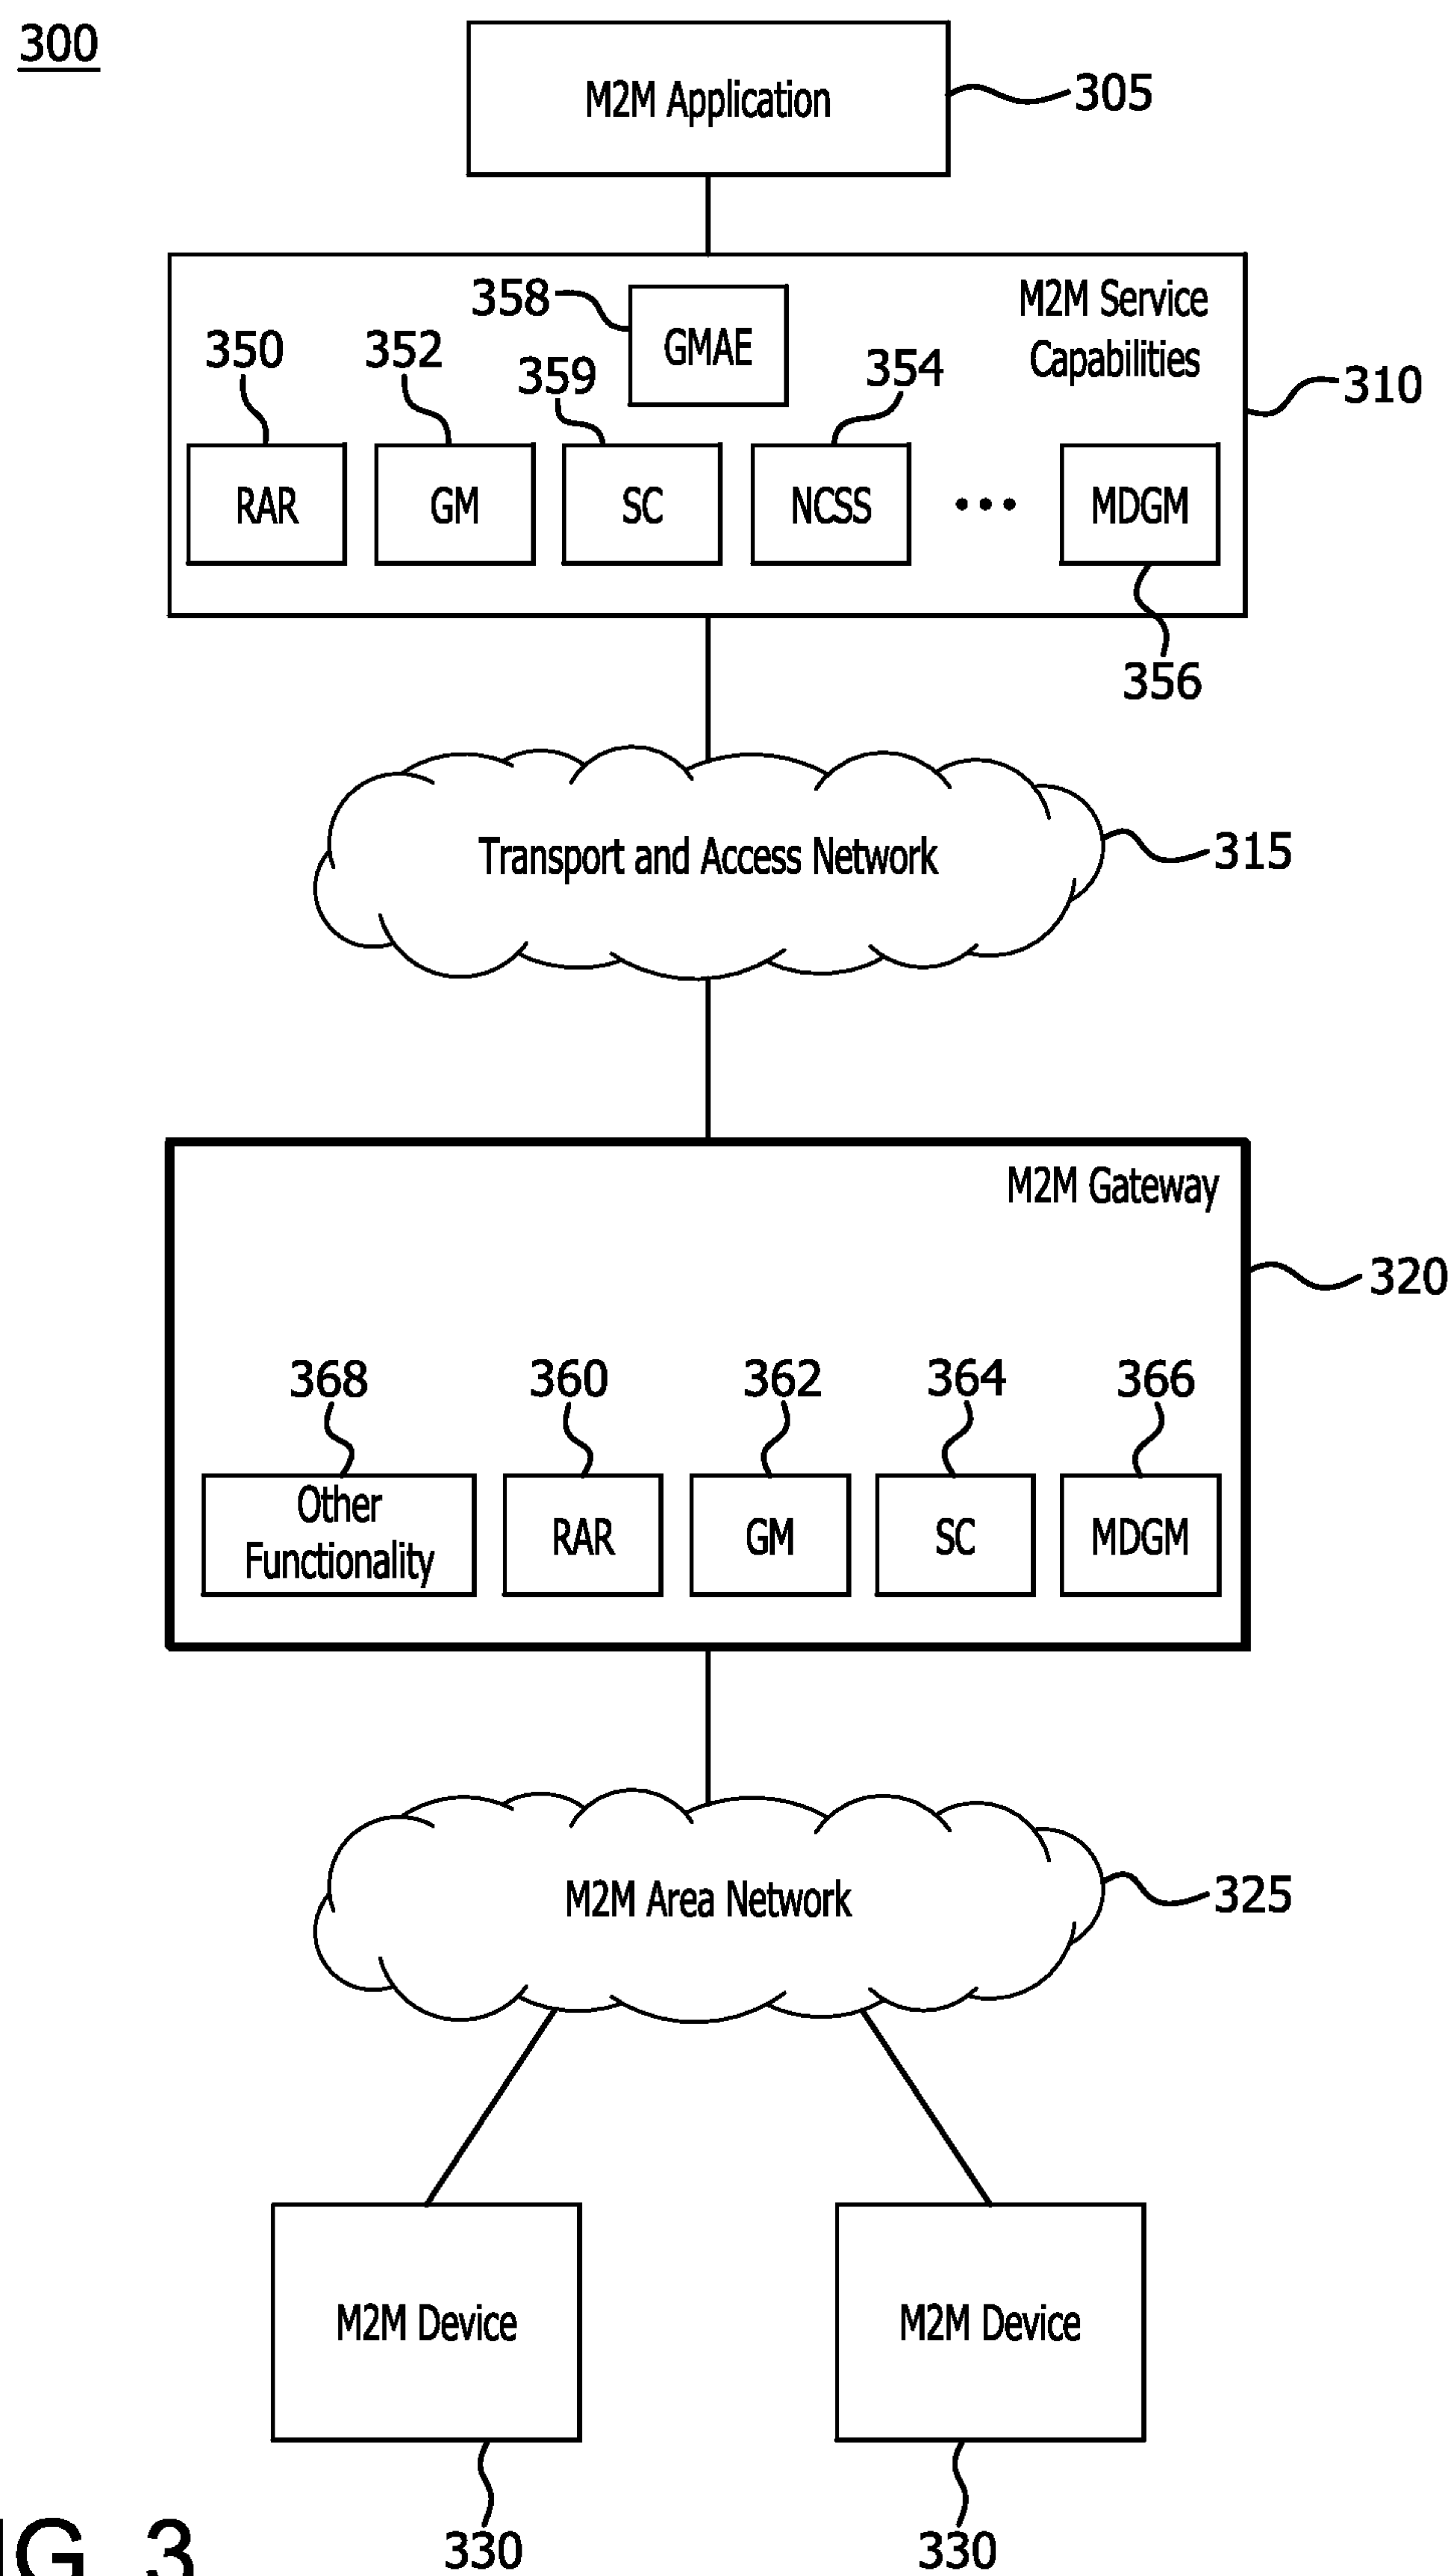 300
M2M Application
305
358
GMAE
M2M Service
Capabilities
350
352
359
354
310
RAR
GM
SC
NCSS
MDGM
356
Transport and Access Network
315
M2M Gateway
320
368
360
362
364
366
Other
Functionality
RAR
GM
SC
MDGM
M2M Area Network
325
M2M Device
M2M Device
330
330
3